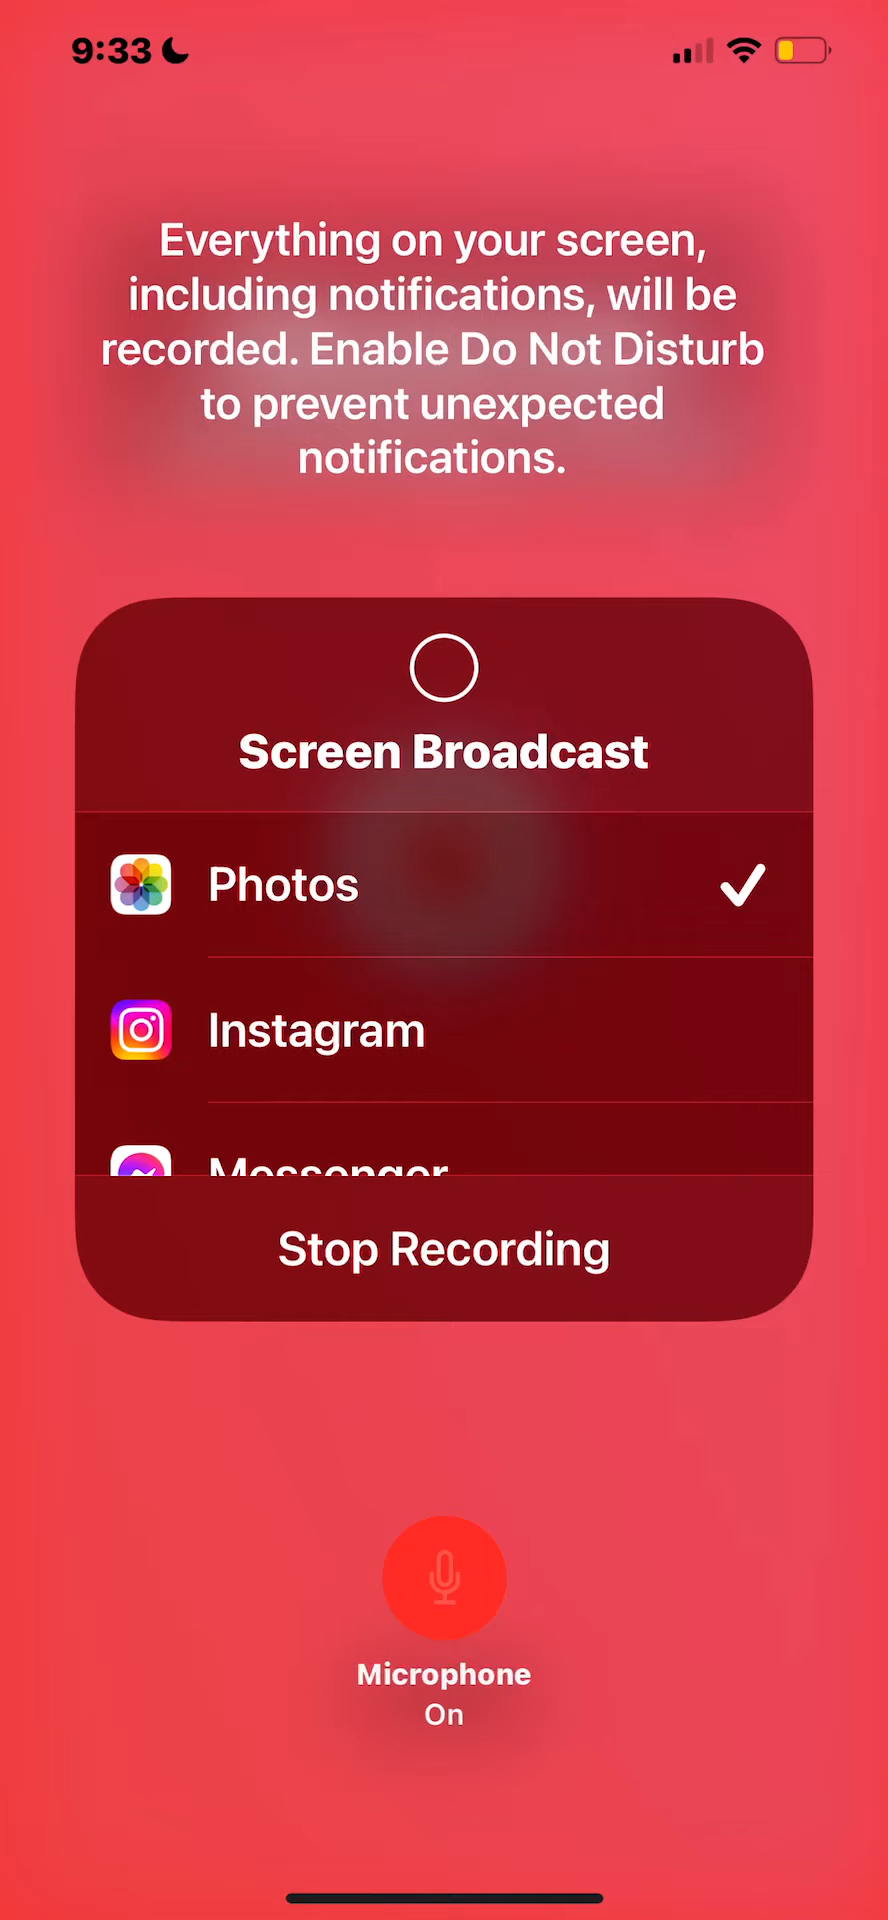 9:33
Everything on your screen,
including notifications, will be
recorded. Enable Do Not Disturb
to prevent unexpected
notifications.
Screen Broadcast
Photos
Instagram
Messenger
Stop Recording
Microphone
On